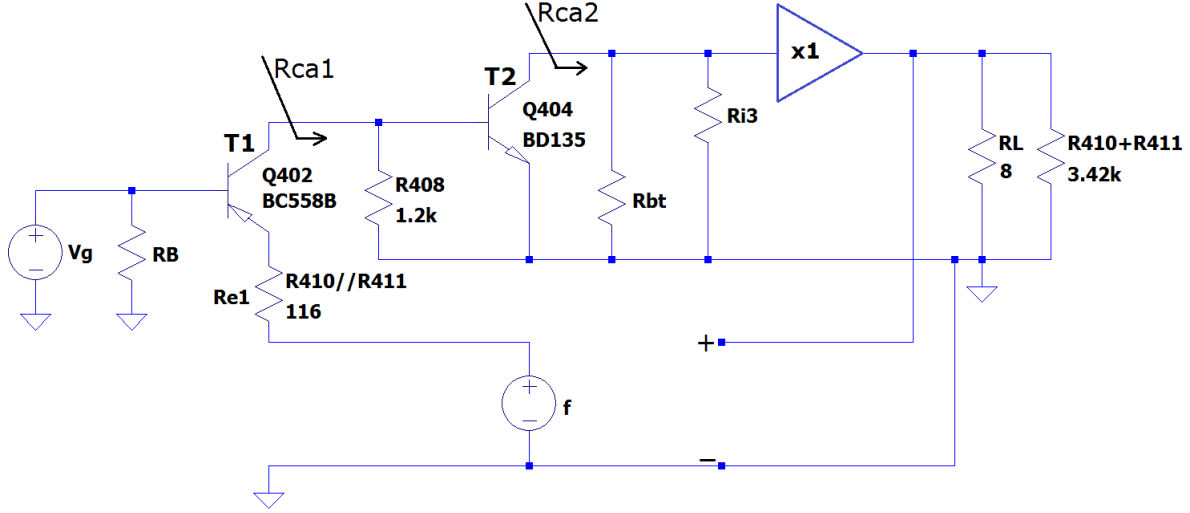 Rca2
Rca1
x1
T2
Q404
BD135
T1
Q402
BC558B
Ri3
RL
8
R410+R411
3.42k
R408
1.2k
Rbt
+
−
Vg
RB
Re1
R410//R411
116
+
+
−
f
−